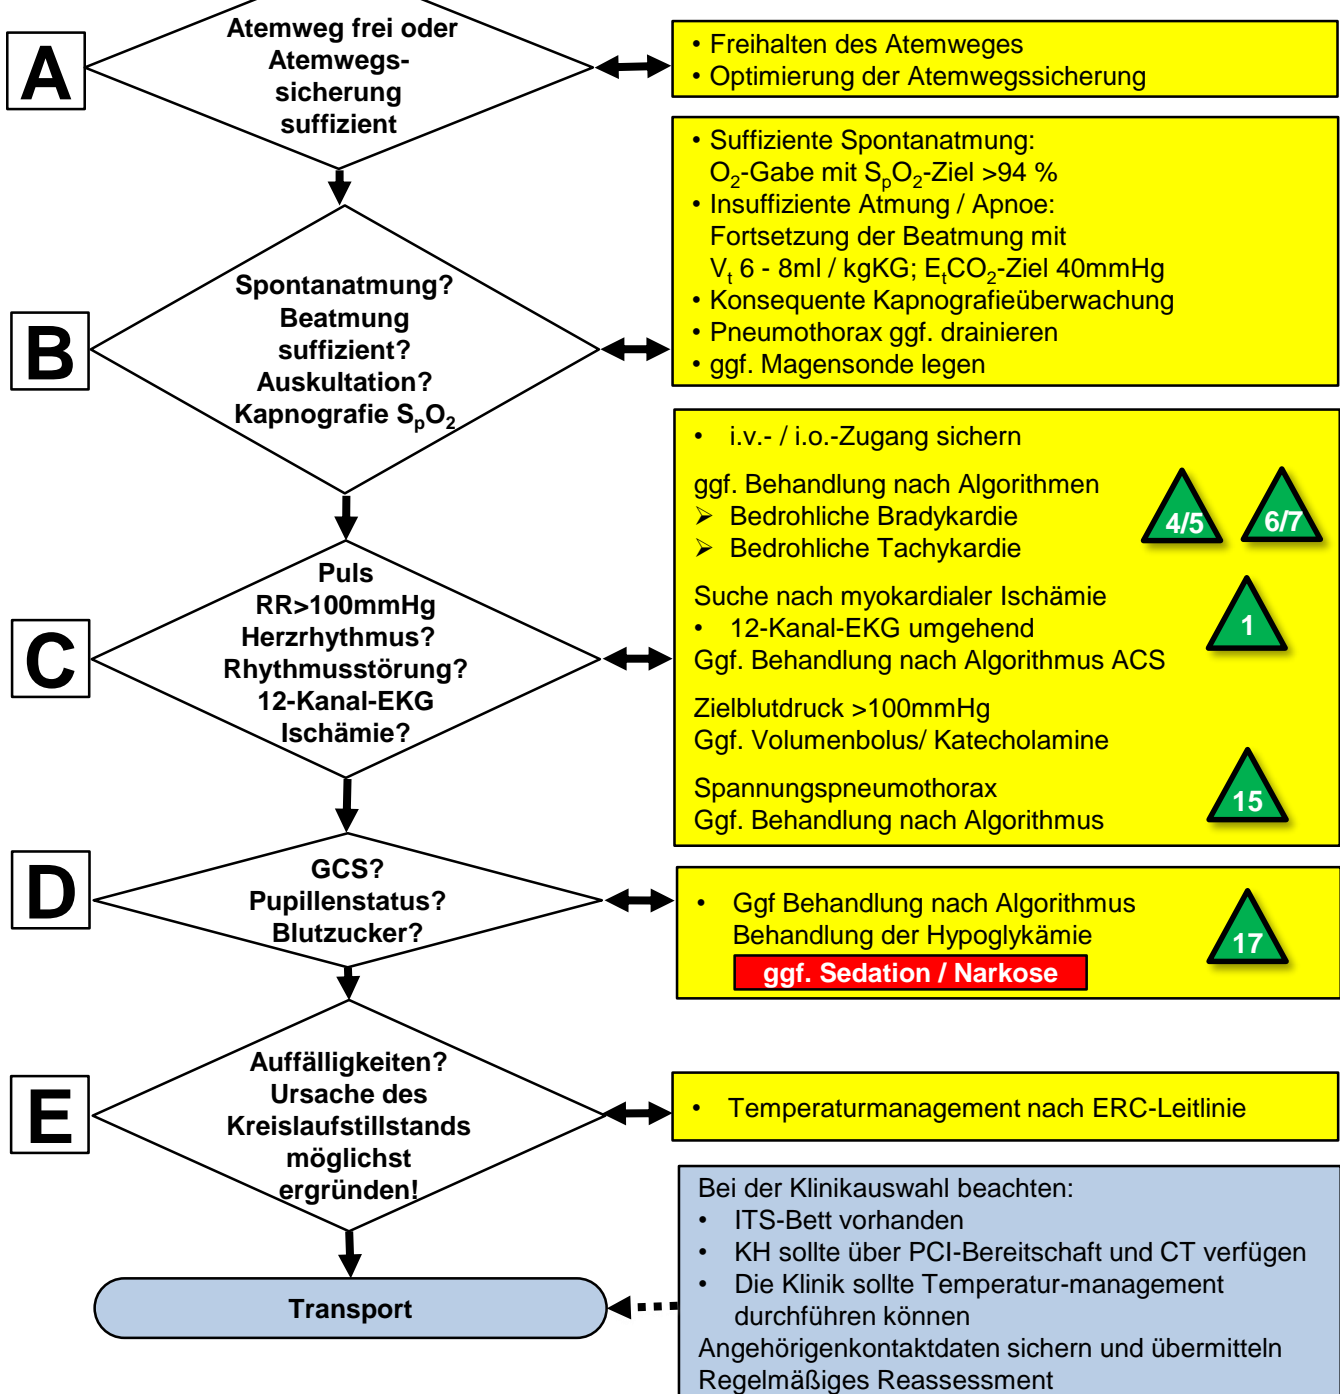 A
Atemweg frei oder
Atemwegs-
sicherung
suffizient
• Freihalten des Atemweges
• Optimierung der Atemwegssicherung
B
Spontanatmung?
Beatmung
suffizient?
Auskultation?
Kapnografie SpO2
• Suffiziente Spontanatmung:
O2-Gabe mit SpO2-Ziel >94 %
• Insuffiziente Atmung / Apnoe:
Fortsetzung der Beatmung mit
Vt 6 - 8ml / kgKG; EtCO2-Ziel 40mmHg
• Konsequente Kapnografieüberwachung
• Pneumothorax ggf. drainieren
• ggf. Magensonde legen
C
Puls
RR>100mmHg
Herzrhythmus?
Rhythmusstörung?
12-Kanal-EKG
Ischämie?
• i.v.- / i.o.-Zugang sichern
ggf. Behandlung nach Algorithmen
➢ Bedrohliche Bradykardie
➢ Bedrohliche Tachykardie
4/5
6/7
Suche nach myokardialer Ischämie
• 12-Kanal-EKG umgehend
Ggf. Behandlung nach Algorithmus ACS
1
Zielblutdruck >100mmHg
Ggf. Volumenbolus/ Katecholamine
Spannungspneumothorax
Ggf. Behandlung nach Algorithmus
15
D
GCS?
Pupillenstatus?
Blutzucker?
• Ggf Behandlung nach Algorithmus
Behandlung der Hypoglykämie
ggf. Sedation / Narkose
17
E
Auffälligkeiten?
Ursache des
Kreislaufstillstands
möglichst
ergründen!
• Temperaturmanagement nach ERC-Leitlinie
Transport
Bei der Klinikauswahl beachten:
• ITS-Bett vorhanden
• KH sollte über PCI-Bereitschaft und CT verfügen
• Die Klinik sollte Temperatur-management
durchführen können
Angehörigenkontaktdaten sichern und übermitteln
Regelmäßiges Reassessment